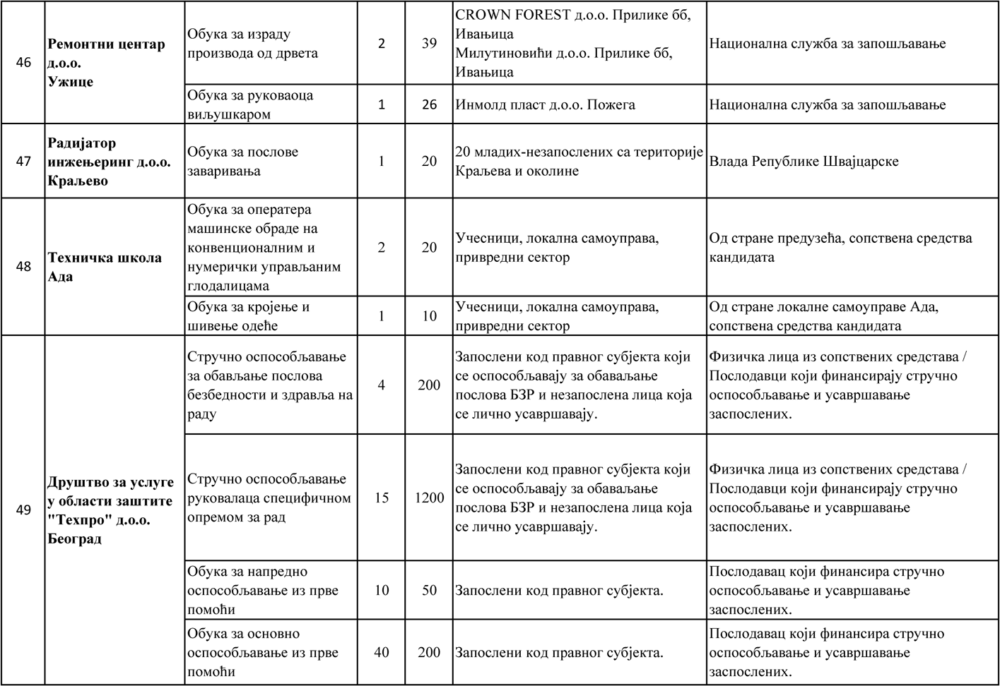 46
Ремонтни центар
д.о.о.
Ужице
Обука за израду
производа од дрвета
2
39
CROWN FOREST д.о.о. Прилике бб,
Ивањица
Милутиновићи д.о.о. Прилике бб,
Ивањица
Национална служба за запошљавање
Обука за руковаоца
виљушкаром
1
26
Инмолд пласт д.о.о. Пожега
Национална служба за запошљавање
47
Радијатор
инжењеринг д.о.о.
Краљево
Обука за послове
заваривања
1
20
20 младих-незапослених са територије
Краљева и околине
Влада Републике Швајцарске
48
Техничка школа
Ада
Обука за оператера
машинске обраде на
конвенционалним и
нумерички управљаним
глодалицама
2
20
Учесници, локална самоуправа,
привредни сектор
Од стране предузећа, сопствена средства
кандидата
Обука за кројење и
шивење одеће
1
10
Учесници, локална самоуправа,
привредни сектор
Од стране локалне самоуправе Ада,
сопствена средства кандидата
49
Друштво за услуге
у области заштите
"Техпро" д.о.о.
Београд
Стручно оспособљавање
за обављање послова
безбедности и здравља на
раду
4
200
Запослени код правног субјекта који
се оспособљавају за обаваљање
послова БЗР и незапослена лица која
се лично усавршавају.
Физичка лица из сопствених средстава /
Послодавци који финансирају стручно
оспособљавање и усавршавање
заспослених.
Стручно оспособљавање
руковалаца специфичном
опремом за рад
15
1200
Запослени код правног субјекта који
се оспособљавају за обаваљање
послова БЗР и незапослена лица која
се лично усавршавају.
Физичка лица из сопствених средстава /
Послодавци који финансирају стручно
оспособљавање и усавршавање
заспослених.
Обука за напредно
оспособљавање из прве
помоћи
10
50
Запослени код правног субјекта.
Послодавац који финансира стручно
оспособљавање и усавршавање
заспослених.
Обука за основно
оспособљавање из прве
помоћи
40
200
Запослени код правног субјекта.
Послодавац који финансира стручно
оспособљавање и усавршавање
заспослених.